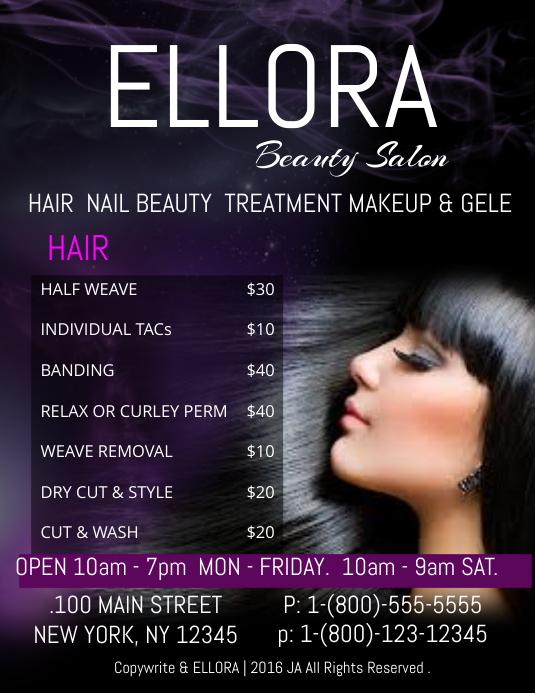 ELLORA
Beauty Salon
HAIR NAIL BEAUTY TREATMENT MAKEUP & GELE
HAIR
HALF WEAVE $30
INDIVIDUAL TACs $10
BANDING $40
RELAX OR CURLEY PERM $40
WEAVE REMOVAL $10
DRY CUT & STYLE $20
CUT & WASH $20
OPEN 10am - 7pm MON - FRIDAY. 10am - 9am SAT.
.100 MAIN STREET P: 1-(800)-555-5555
NEW YORK, NY 12345 p: 1-(800)-123-12345
Copywrite & ELLORA | 2016 JA All Rights Reserved .